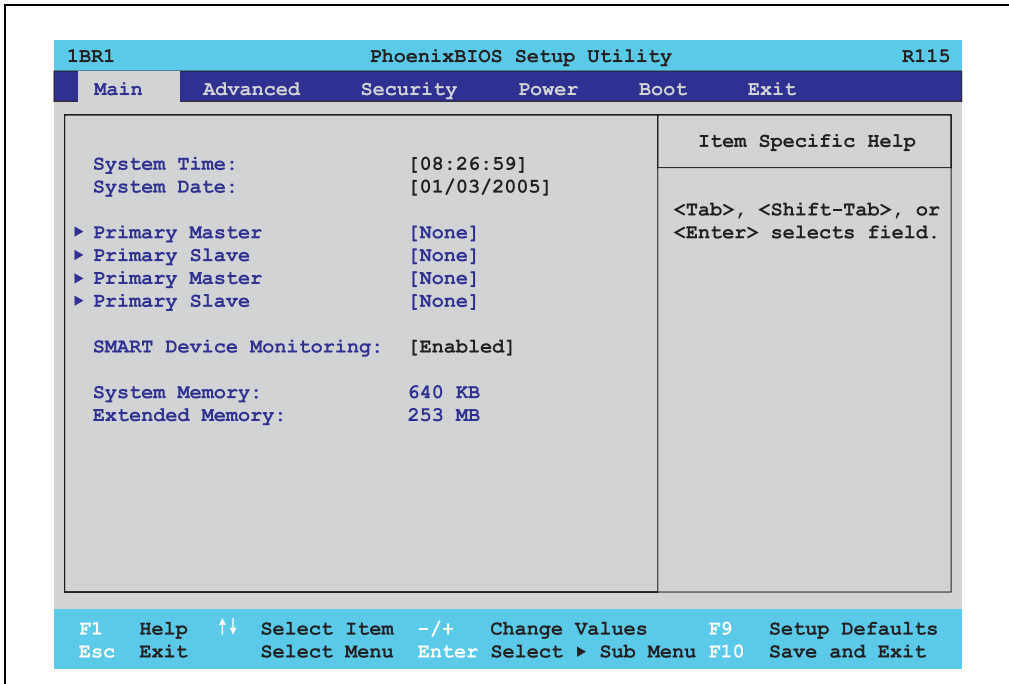 1BR1 PhoenixBIOS Setup Utility R115
Main Advanced Security Power Boot Exit
Item Specific Help
System Time: [08:26:59]
System Date: [01/03/2005]
<Tab>, <Shift-Tab>, or
<Enter> selects field.
▶ Primary Master [None]
▶ Primary Slave [None]
▶ Primary Master [None]
▶ Primary Slave [None]
SMART Device Monitoring: [Enabled]
System Memory: 640 KB
Extended Memory: 253 MB
F1 Help ↑↓ Select Item -/+ Change Values F9 Setup Defaults
Esc Exit Select Menu Enter Select ▶ Sub Menu F10 Save and Exit